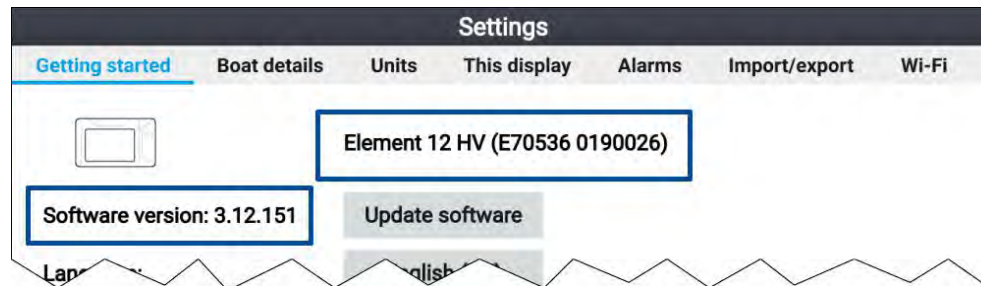 Settings
Getting started Boat details Units This display Alarms Import/export Wi-Fi
Element 12 HV (E70536 0190026)
Software version: 3.12.151 Update software